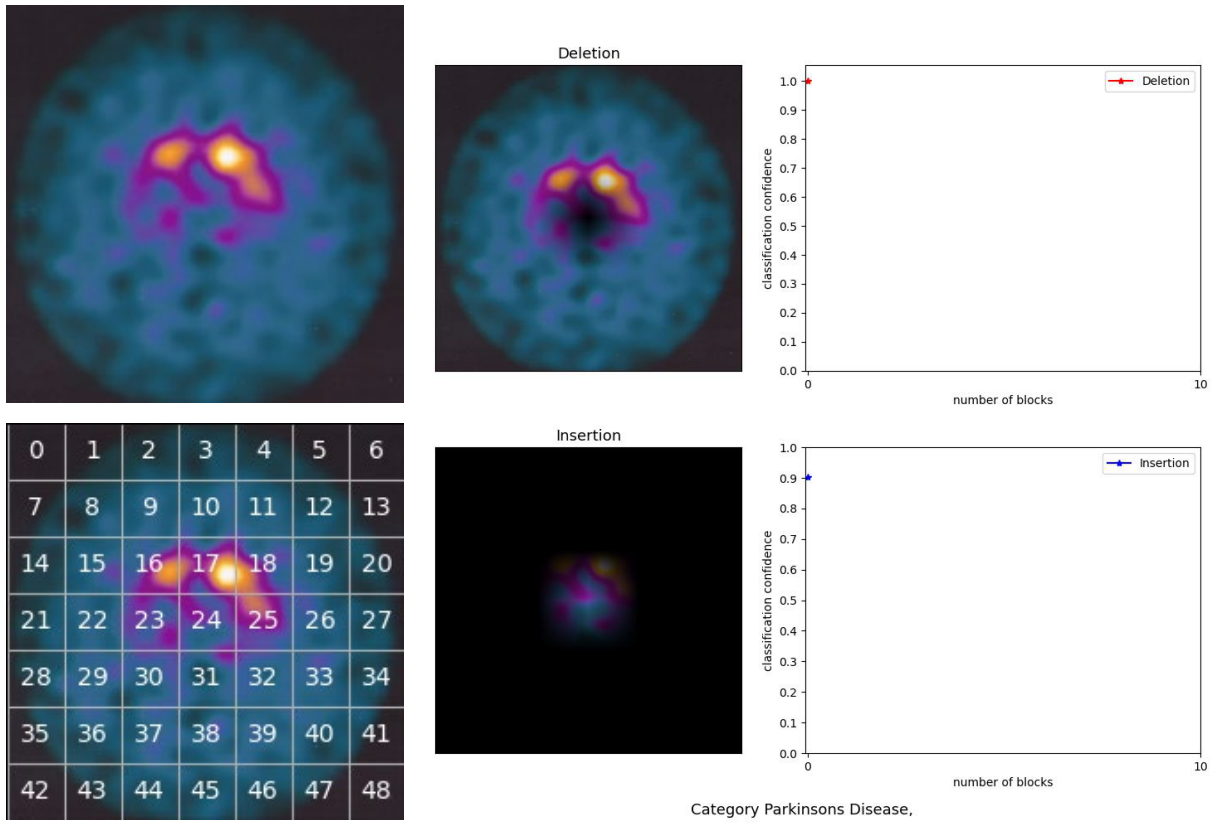 Deletion
1.0
0.9
0.8
0.7
0.6
0.5
0.4
0.3
0.2
0.1
0.0
classification confidence
Deletion
0 10
number of blocks
0 1 2 3 4 5 6
7 8 9 10 11 12 13
14 15 16 17 18 19 20
21 22 23 24 25 26 27
28 29 30 31 32 33 34
35 36 37 38 39 40 41
42 43 44 45 46 47 48
Insertion
1.0
0.9
0.8
0.7
0.6
0.5
0.4
0.3
0.2
0.1
0.0
classification confidence
Insertion
0 10
number of blocks
Category Parkinsons Disease,